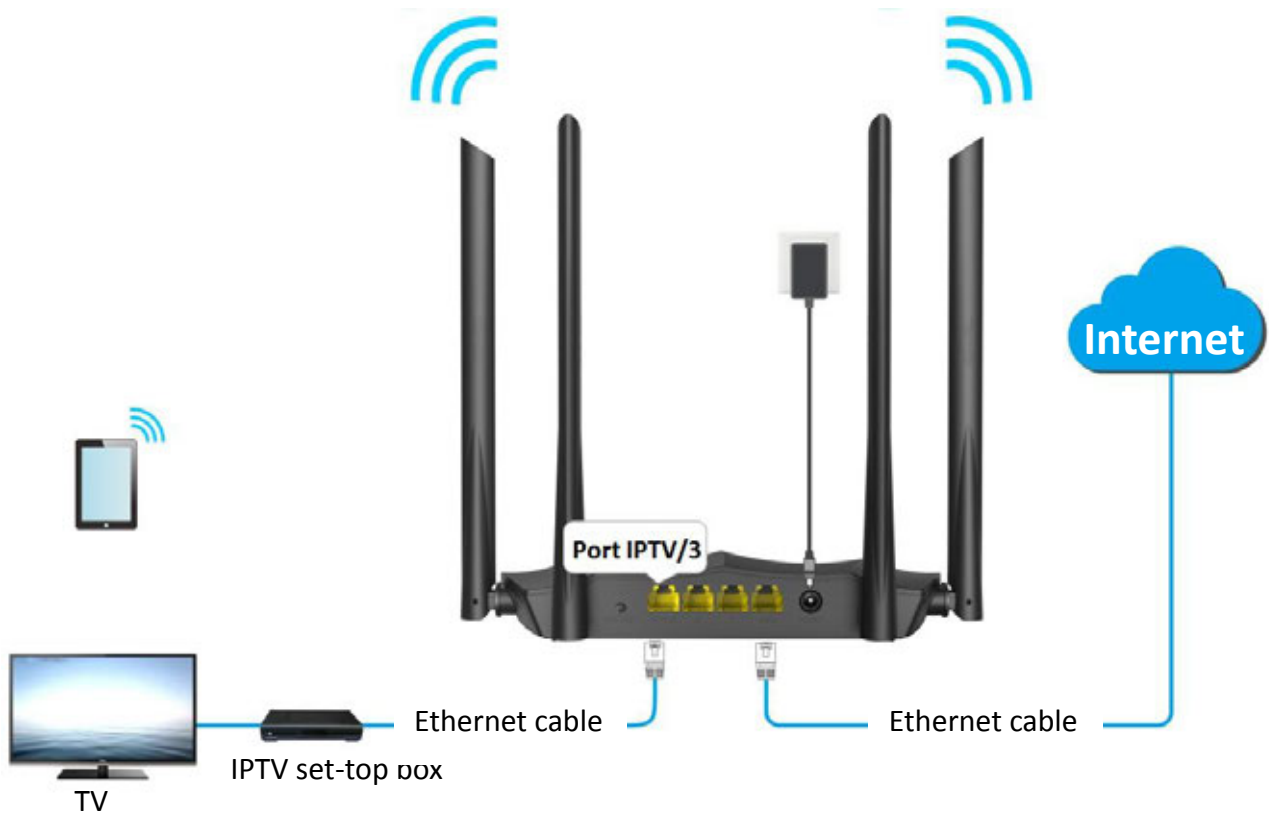 Internet
Port IPTV/3
Ethernet cable
Ethernet cable
IPTV set-top box
TV